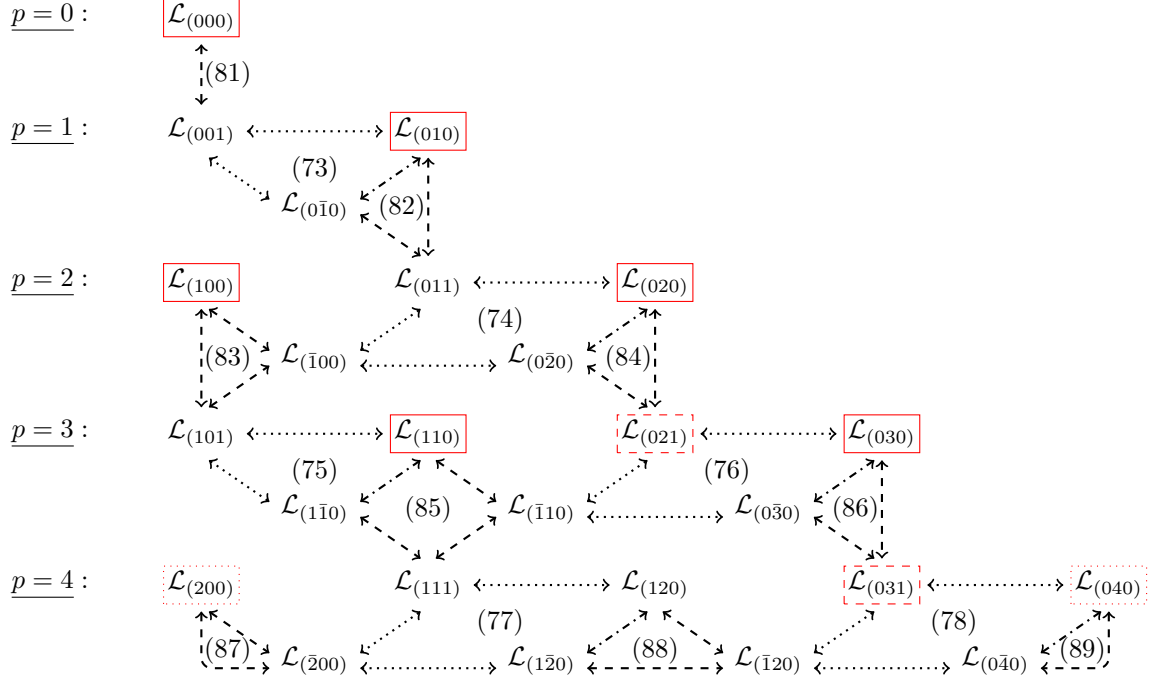 p = 0 : ℒ₍₀₀₀₎
(81)
p = 1 : ℒ₍₀₀₁₎ ℒ₍₀₁₀₎
(73)
ℒ₍₀₁̄₀₎ (82)
p = 2 : ℒ₍₁₀₀₎ ℒ₍₀₁₁₎ ℒ₍₀₂₀₎
(74)
(83) ℒ₍₁̄₀₀₎ ℒ₍₀₂̄₀₎ (84)
p = 3 : ℒ₍₁₀₁₎ ℒ₍₁₁₀₎ ℒ₍₀₂₁₎ ℒ₍₀₃₀₎
(75) (76)
ℒ₍₁₁̄₀₎ (85) ℒ₍₁̄₁₀₎ ℒ₍₀₃̄₀₎ (86)
p = 4 : ℒ₍₂₀₀₎ ℒ₍₁₁₁₎ ℒ₍₁₂₀₎ ℒ₍₀₃₁₎ ℒ₍₀₄₀₎
(77) (78)
(87) ℒ₍₂̄₀₀₎ ℒ₍₁₂̄₀₎ (88) ℒ₍₁̄₂₀₎ ℒ₍₀₄̄₀₎ (89)